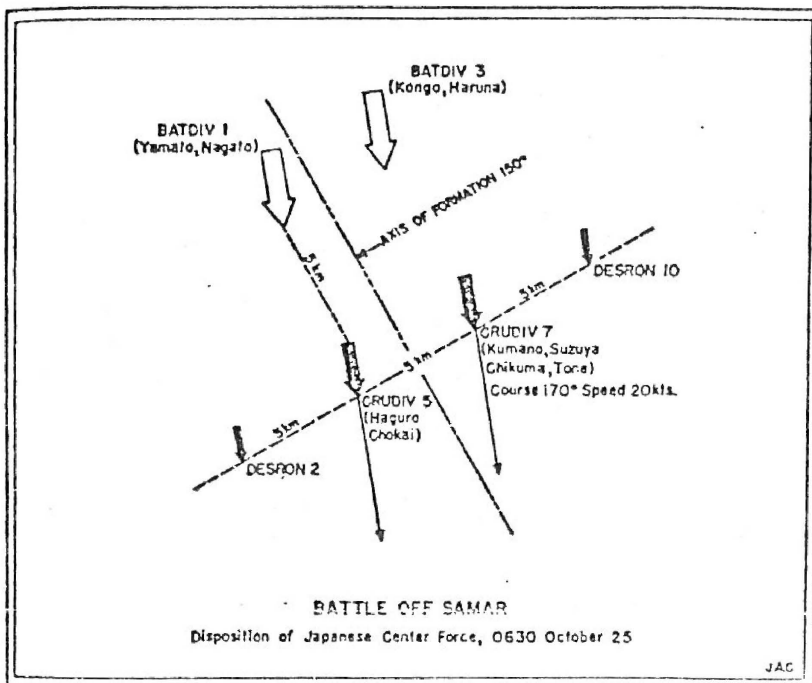 BATDIV 3
(Kongo, Haruna)
BATDIV 1
(Yamato, Nagato)
AXIS OF FORMATION 150°
5 km
DESRON 10
5 km
CRUDIV 7
(Kumano, Suzuya
Chikuma, Tone)
Course 170° Speed 20kts.
5 km
CRUDIV 5
(Haguro
Chokai)
5 km
DESRON 2
BATTLE OFF SAMAR
Disposition of Japanese Center Force, 0630 October 25
J.A.C